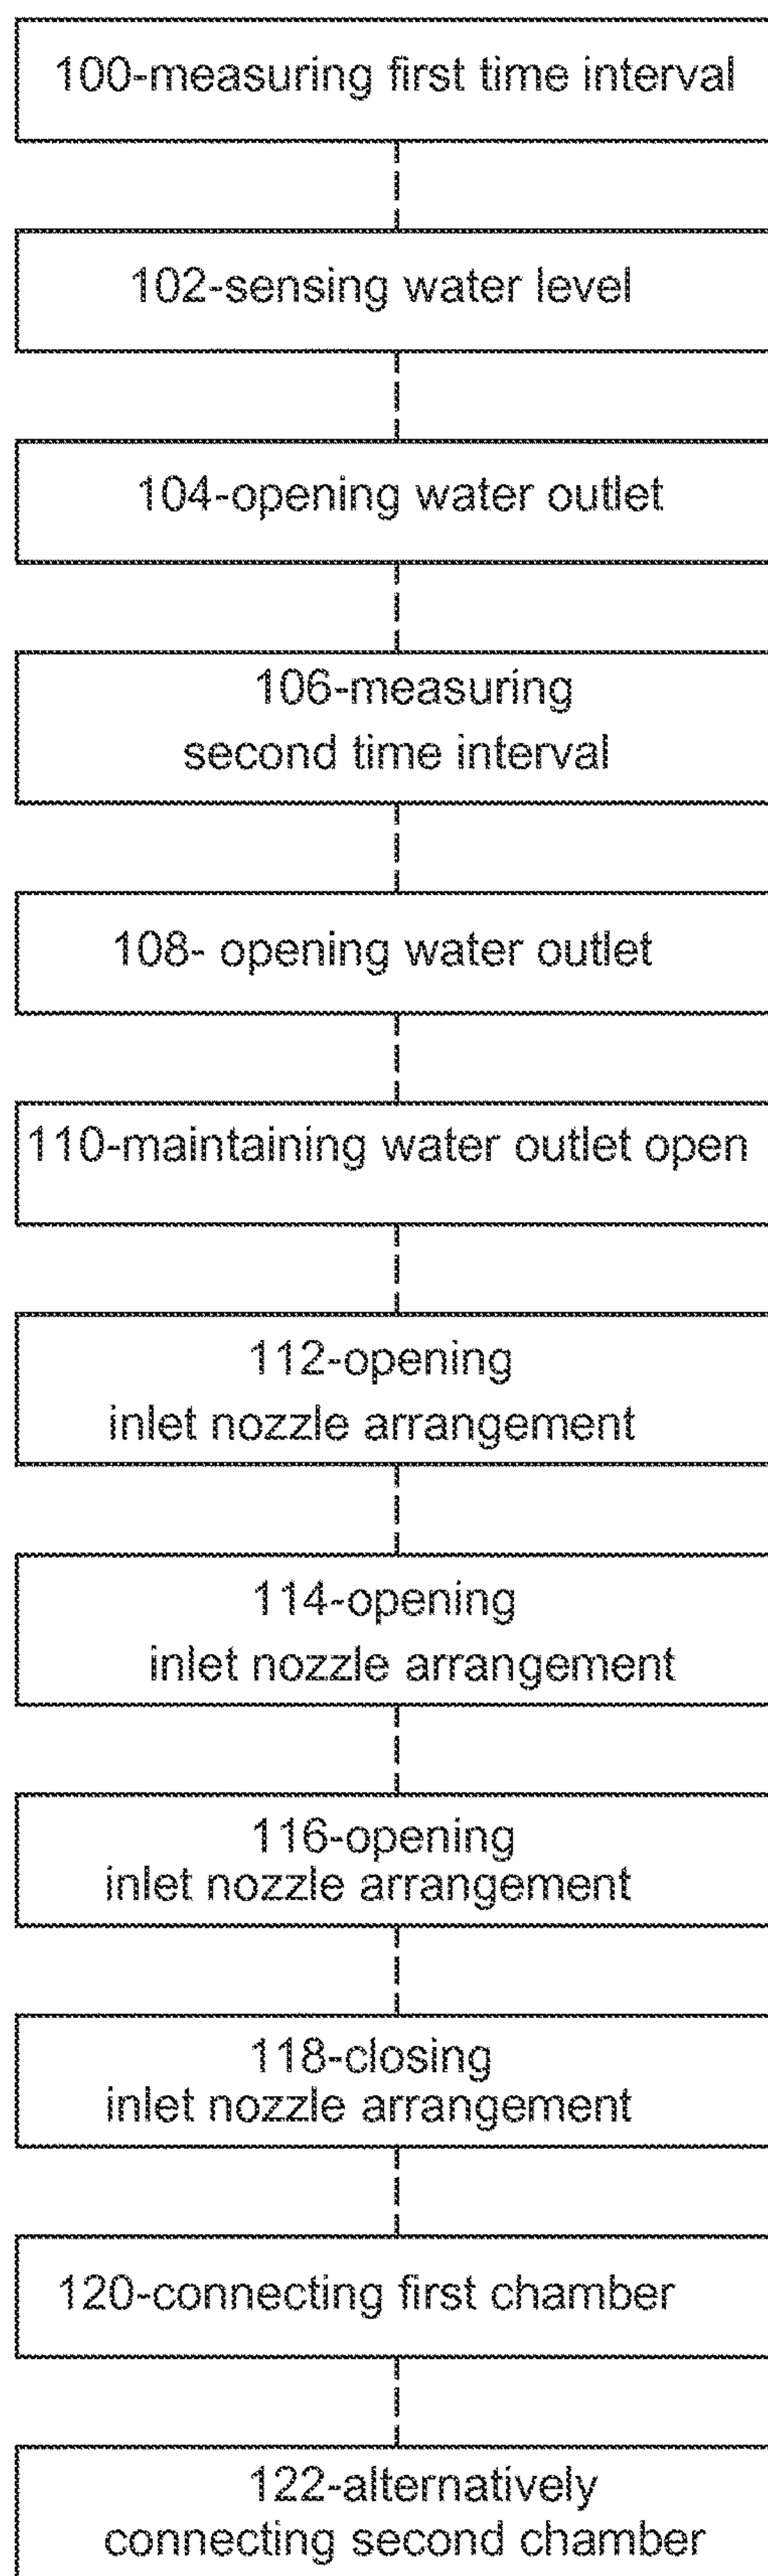 100-measuring first time interval
102-sensing water level
104-opening water outlet
106-measuring
second time interval
108- opening water outlet
110-maintaining water outlet open
112-opening
inlet nozzle arrangement
114-opening
inlet nozzle arrangement
116-opening
inlet nozzle arrangement
118-closing
inlet nozzle arrangement
120-connecting first chamber
122-alternatively
connecting second chamber